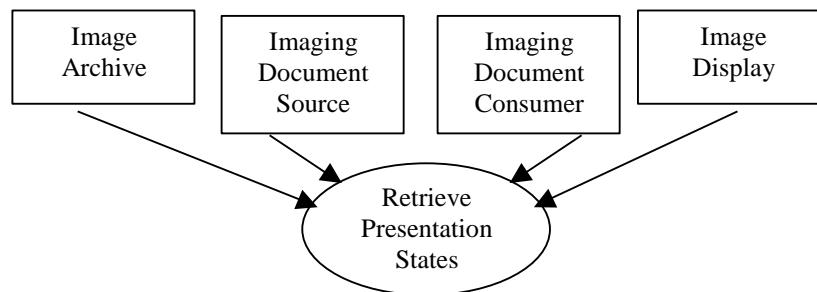 Image
Archive
Imaging
Document
Source
Imaging
Document
Consumer
Image
Display
Retrieve
Presentation
States